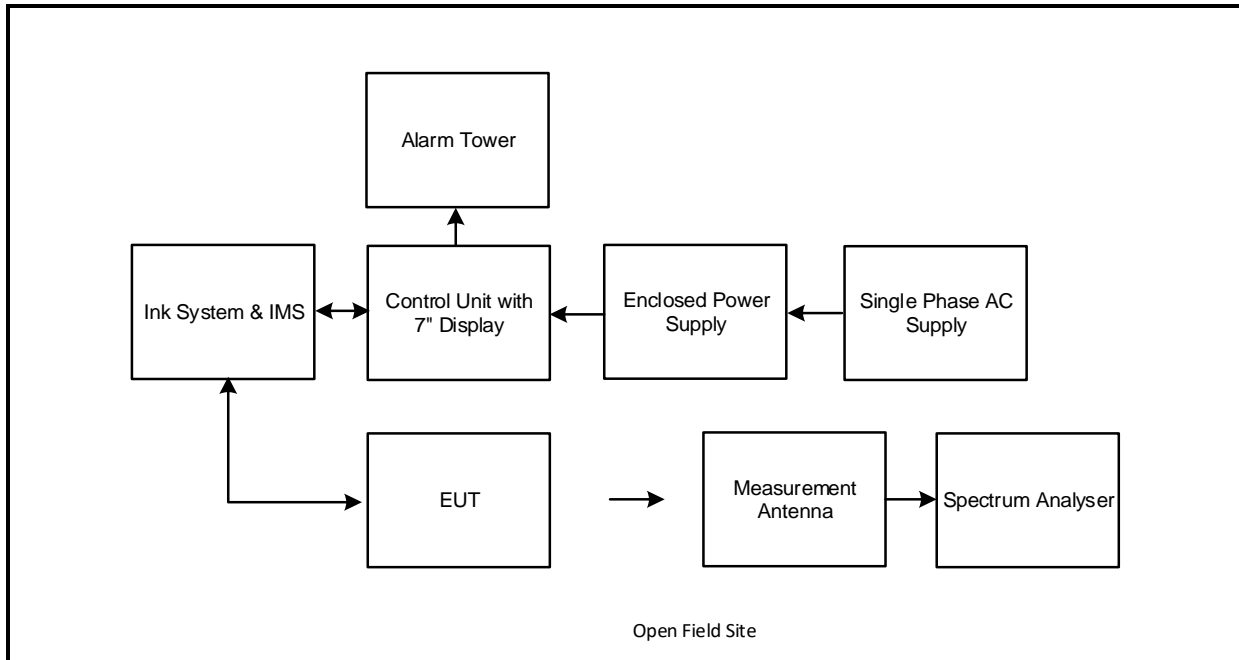 Alarm Tower
Ink System & IMS
Control Unit with
7" Display
Enclosed Power
Supply
Single Phase AC
Supply
EUT
Measurement
Antenna
Spectrum Analyser
Open Field Site